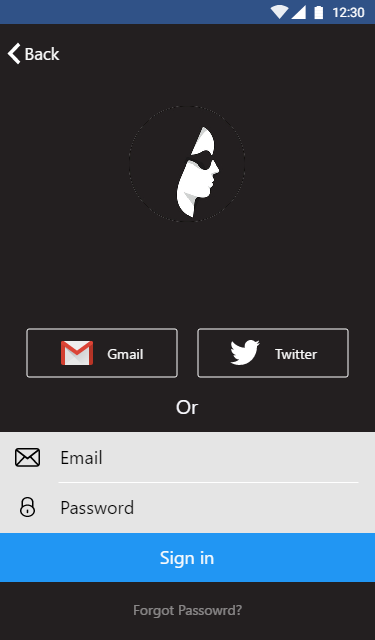 12:30
Back
Gmail
Twitter
Or
Email
Password
Sign in
Forgot Passowrd?